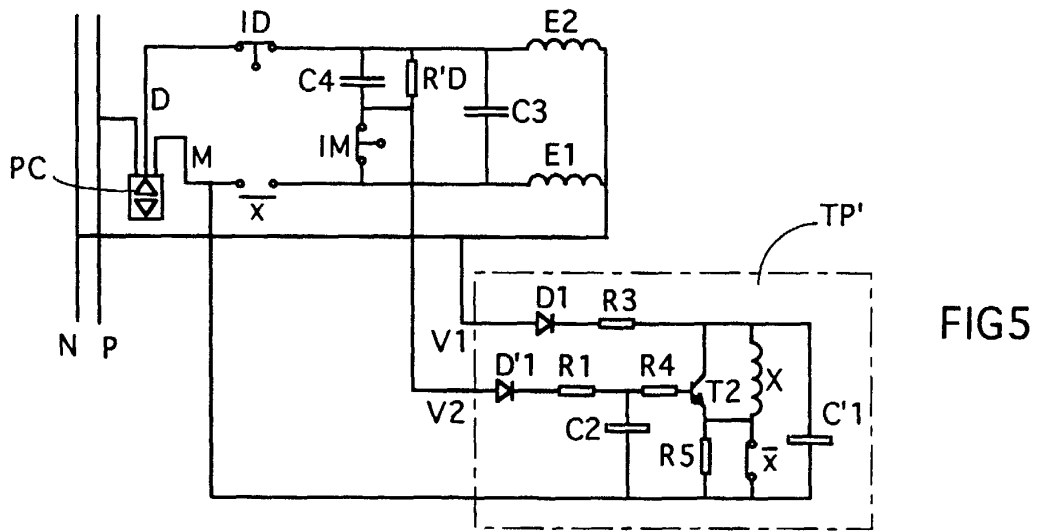 ID
E2
C4
R'D
D
C3
IM
E1
M
PC
x̅
TP'
D1
R3
FIG5
N
P
V1
D'1
R1
R4
T2
X
V2
C2
C'1
R5
x̅